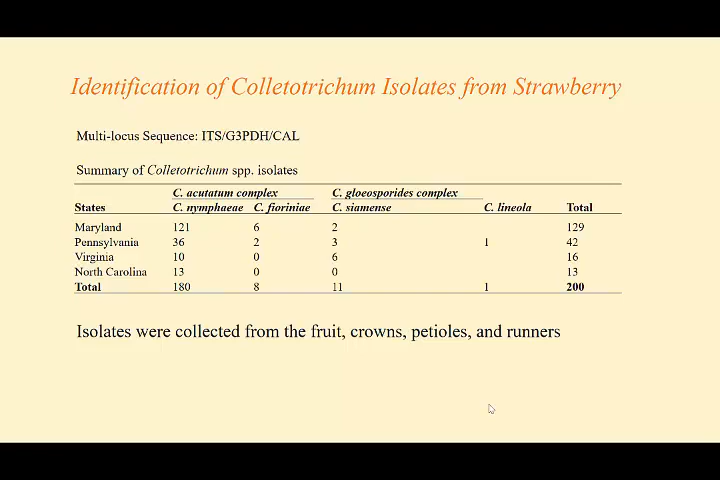 Identification of Colletotrichum Isolates from Strawberry
Multi-locus Sequence: ITS/G3PDH/CAL
Summary of Colletotrichum spp. isolates
C. acutatum complex C. gloeosporides complex
States C. nymphaeae C. fioriniae C. siamense C. lineola Total
Maryland 121 6 2 129
Pennsylvania 36 2 3 1 42
Virginia 10 0 6 16
North Carolina 13 0 0 13
Total 180 8 11 1 200
Isolates were collected from the fruit, crowns, petioles, and runners